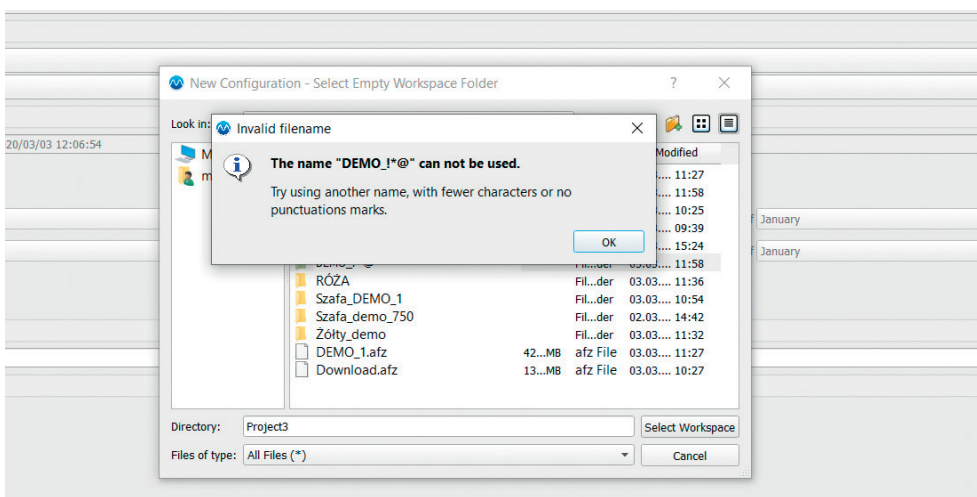 New Configuration - Select Empty Workspace Folder ? ×
Look in:
Invalid filename ×
20/03/03 12:06:54
The name "DEMO_!*@" can not be used.
Try using another name, with fewer characters or no
punctuations marks.
OK
M
m
Modified
.... 11:27
.... 11:58
.... 10:25
.... 09:39
.... 15:24
Fil...der 03.03.... 11:58
RÓŻA Fil...der 03.03.... 11:36
Szafa_DEMO_1 Fil...der 03.03.... 10:54
Szafa_demo_750 Fil...der 02.03.... 14:42
Żółty_demo Fil...der 03.03.... 11:32
DEMO_1.afz 42...MB afz File 03.03.... 11:27
Download.afz 13...MB afz File 03.03.... 10:27
January
January
Directory: Project3 Select Workspace
Files of type: All Files (*) Cancel